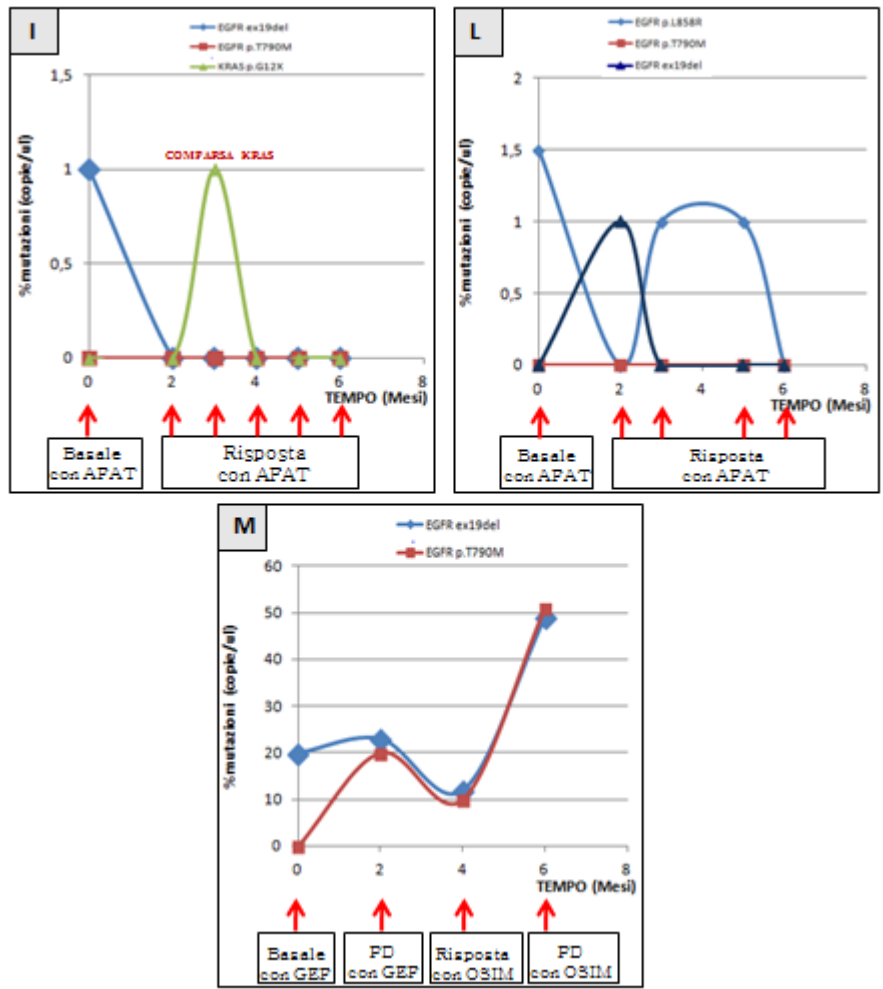 I
EGFR ex19del
EGFR p.T790M
KRAS p.G12X
%mutazioni (copie/ul)
1,5
1
0,5
0
COMPARSA KRAS
0 2 4 6 8
TEMPO (Mesi)
Basale
con AFAT
Risposta
con AFAT
L
EGFR p.L858R
EGFR p.T790M
EGFR ex19del
%mutazioni (copie/ul)
2
1,5
1
0,5
0
0 2 4 6 8
TEMPO (Mesi)
Basale
con AFAT
Risposta
con AFAT
M
EGFR ex19del
EGFR p.T790M
%mutazioni (copie/ul)
60
50
40
30
20
10
0
0 2 4 6 8
TEMPO (Mesi)
Basale
con GEF
PD
con GEF
Risposta
con OSIM
PD
con OSIM